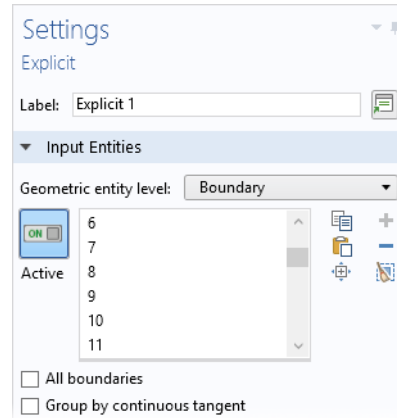 Settings
Explicit
Label: Explicit 1
Input Entities
Geometric entity level: Boundary
ON
Active
6
7
8
9
10
11
All boundaries
Group by continuous tangent